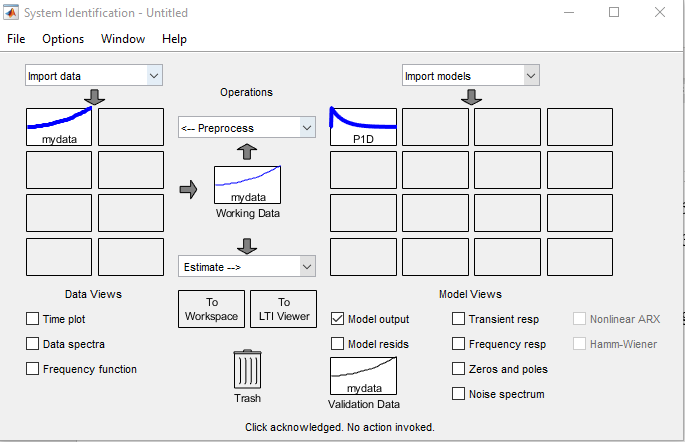 System Identification - Untitled
File Options Window Help
Import data
Import models
Operations
<-- Preprocess
mydata
P1D
mydata
Working Data
Estimate -->
Data Views
Model Views
To
Workspace
To
LTI Viewer
Time plot
Data spectra
Frequency function
Model output
Model resids
Transient resp
Frequency resp
Zeros and poles
Noise spectrum
Nonlinear ARX
Hamm-Wiener
Trash
mydata
Validation Data
Click acknowledged. No action invoked.